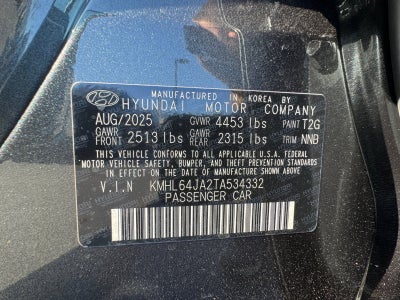 MANUFACTURED IN KOREA BY
HYUNDAI MOTOR COMPANY
AUG/2025 GVWR 4453 lbs PAINT T2G
GAWR FRONT 2513 lbs GAWR REAR 2315 lbs TRIM NNB
THIS VEHICLE CONFORMS TO ALL APPLICABLE U.S.A. FEDERAL
MOTOR VEHICLE SAFETY, BUMPER, AND THEFT PREVENTION STANDARDS
IN EFFECT ON THE DATE OF MANUFACTURE SHOWN ABOVE.
V.I.N KMHL64JA2TA534332
PASSENGER CAR